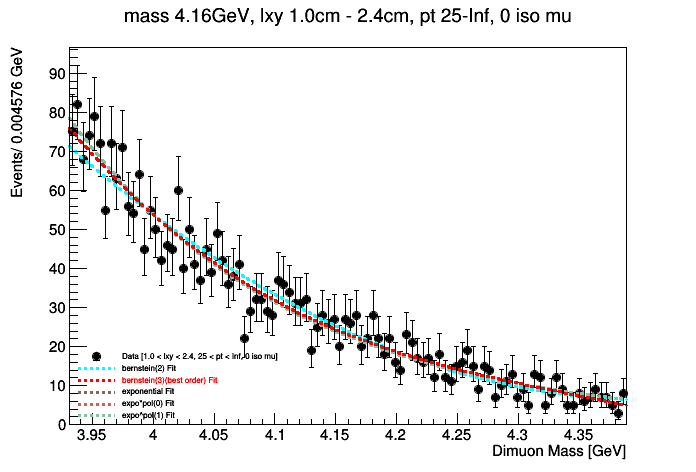 mass 4.16GeV, lxy 1.0cm - 2.4cm, pt 25-Inf, 0 iso mu
Events/ 0.004576 GeV
90
80
70
60
50
40
30
20
10
0
Data [1.0 < lxy < 2.4, 25 < pt < Inf, 0 iso mu]
bernstein(2) Fit
bernstein(3)(best order) Fit
exponential Fit
expo*pol(0) Fit
expo*pol(1) Fit
3.95 4 4.05 4.1 4.15 4.2 4.25 4.3 4.35
Dimuon Mass [GeV]